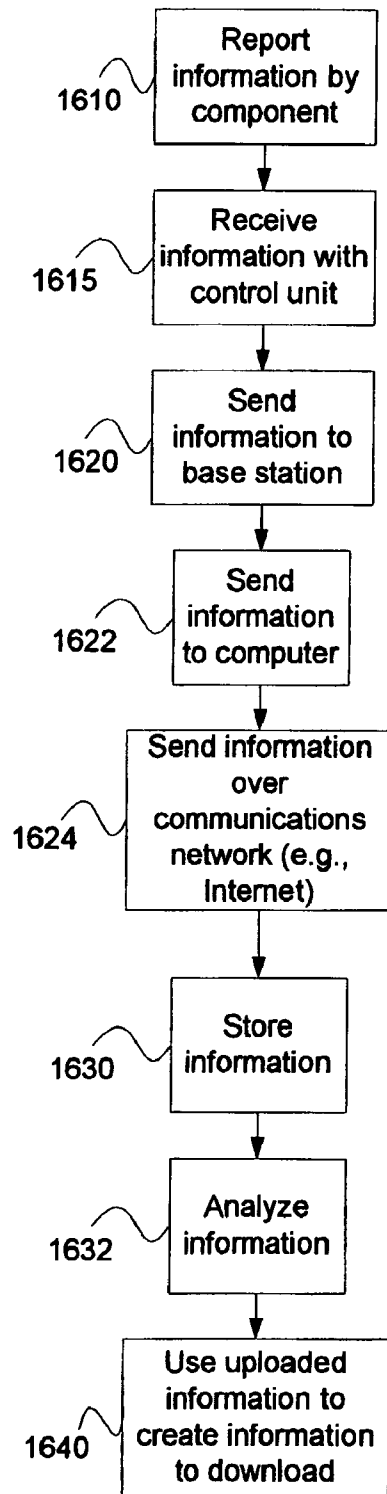 Report
information by
component
1610
Receive
information with
control unit
1615
Send
information to
base station
1620
Send
information
to computer
1622
Send information
over
communications
network (e.g.,
Internet)
1624
Store
information
1630
Analyze
information
1632
Use uploaded
information to
create information
to download
1640